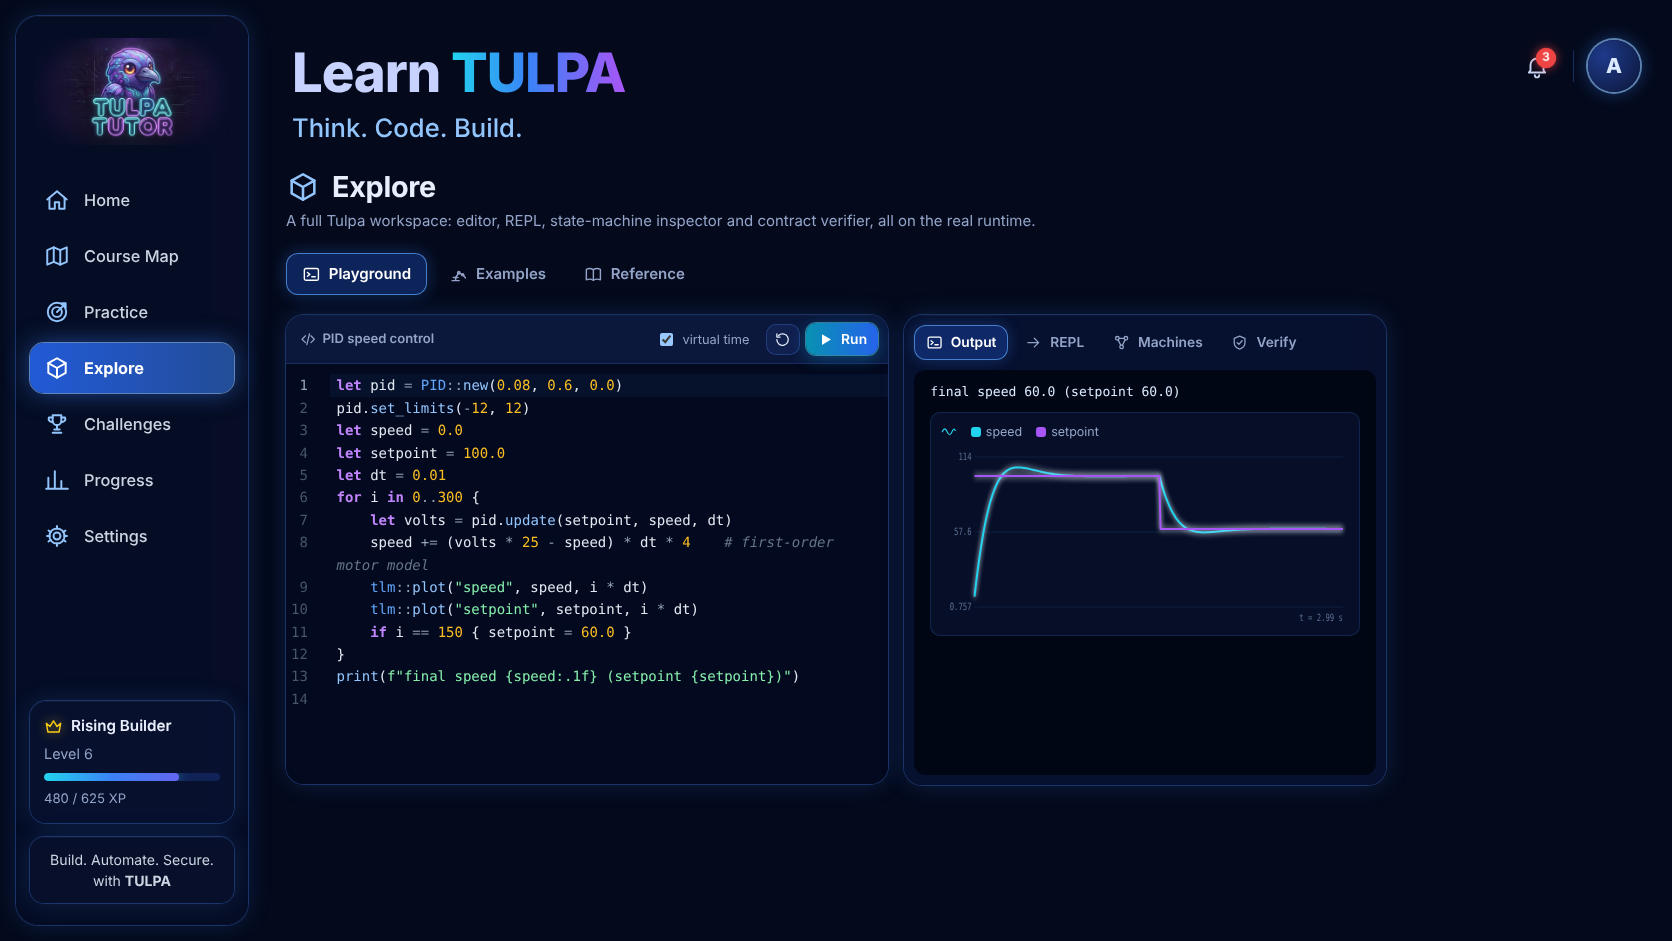 TULPA
TUTOR
Home
Course Map
Practice
Explore
Challenges
Progress
Settings
Rising Builder
Level 6
480 / 625 XP
Build. Automate. Secure.
with TULPA
Learn TULPA
Think. Code. Build.
3
A
Explore
A full Tulpa workspace: editor, REPL, state-machine inspector and contract verifier, all on the real runtime.
Playground
Examples
Reference
PID speed control
virtual time
Run
1 let pid = PID::new(0.08, 0.6, 0.0)
2 pid.set_limits(-12, 12)
3 let speed = 0.0
4 let setpoint = 100.0
5 let dt = 0.01
6 for i in 0..300 {
7     let volts = pid.update(setpoint, speed, dt)
8     speed += (volts * 25 - speed) * dt * 4    # first-order
motor model
9     tlm::plot("speed", speed, i * dt)
10     tlm::plot("setpoint", setpoint, i * dt)
11     if i == 150 { setpoint = 60.0 }
12 }
13 print(f"final speed {speed:.1f} (setpoint {setpoint})")
14
Output
REPL
Machines
Verify
final speed 60.0 (setpoint 60.0)
speed
setpoint
114
57.6
0.757
t = 2.99 s